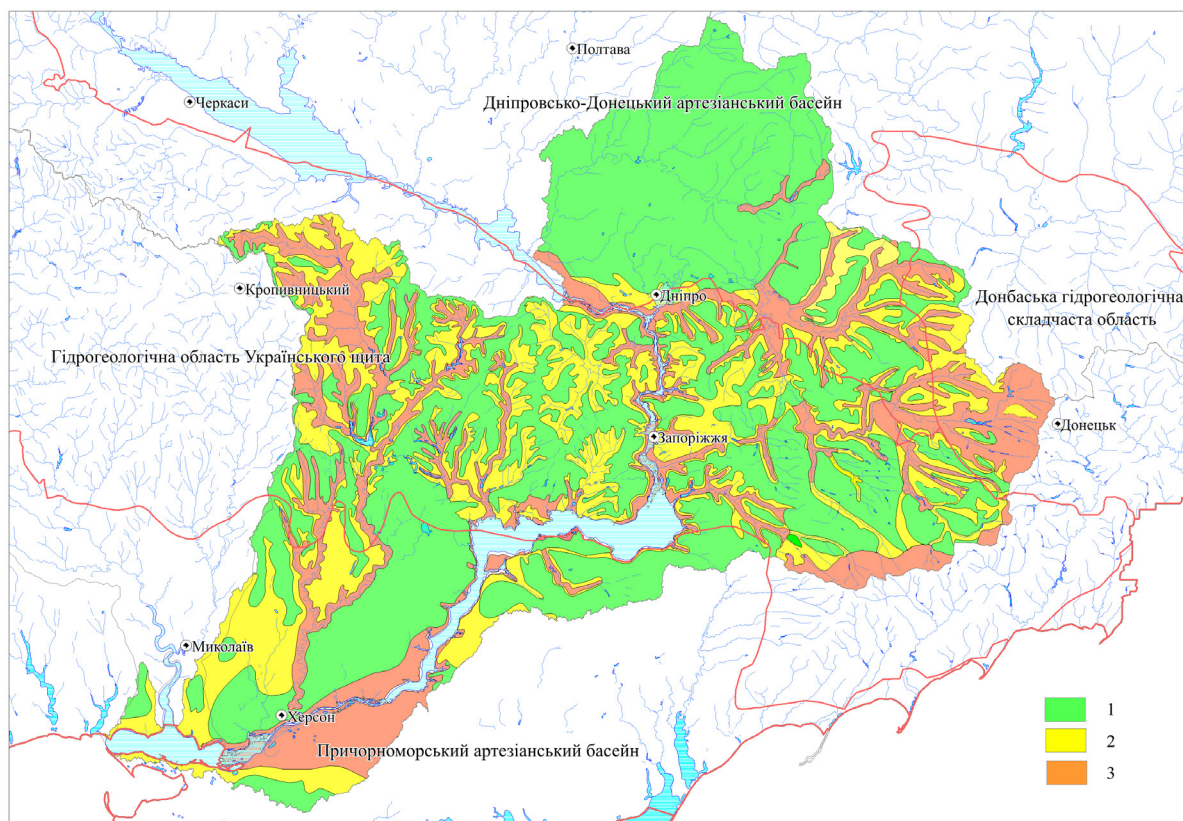 Полтава
Черкаси
Дніпровсько-Донецький артезіанський басейн
Кропивницький
Дніпро
Донбаська гідрогеологічна
складчаста область
Гідрогеологічна область Українського щита
Донецьк
Запоріжжя
Миколаїв
Херсон
Причорноморський артезіанський басейн
1
2
3